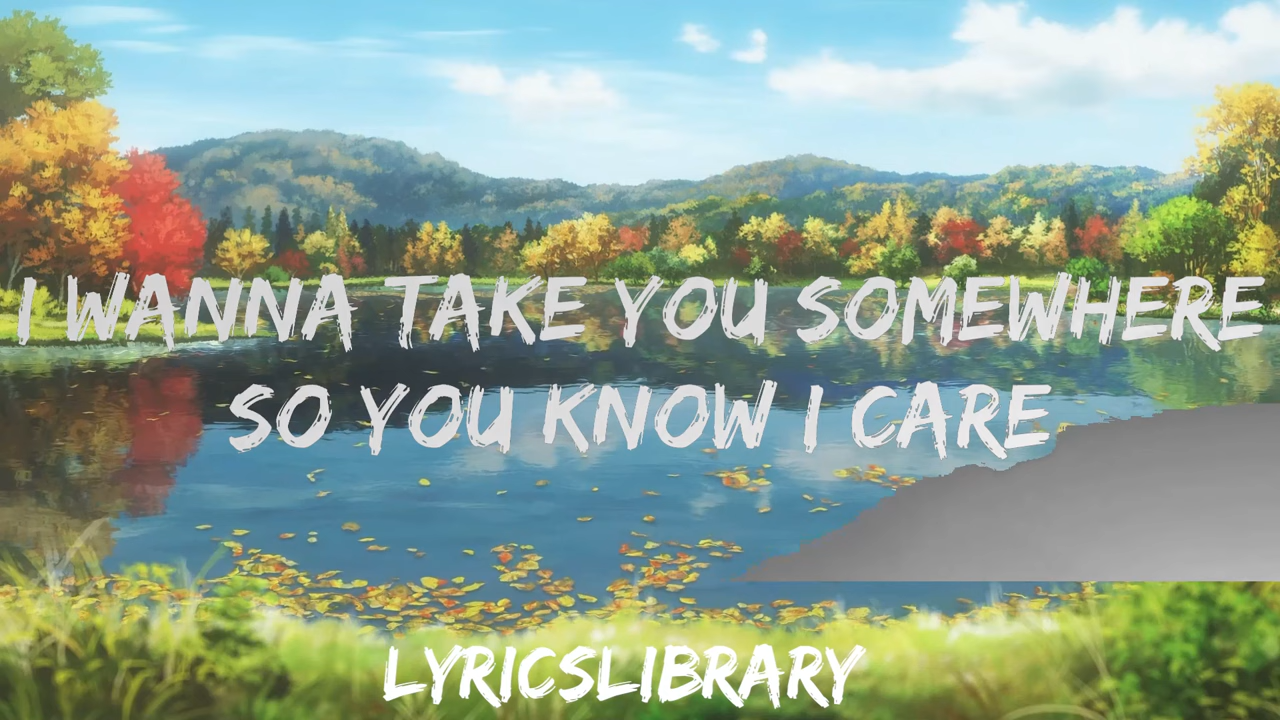 I WANNA TAKE YOU SOMEWHERE
SO YOU KNOW I CARE
LYRICSLIBRARY